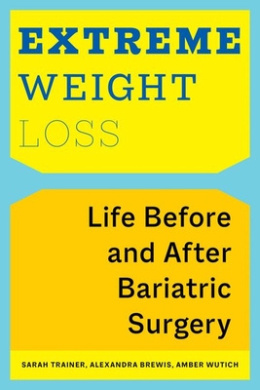 EXTREME
WEIGHT
LOSS
Life Before
and After
Bariatric
Surgery
SARAH TRAINER, ALEXANDRA BREWIS, AMBER WUTICH